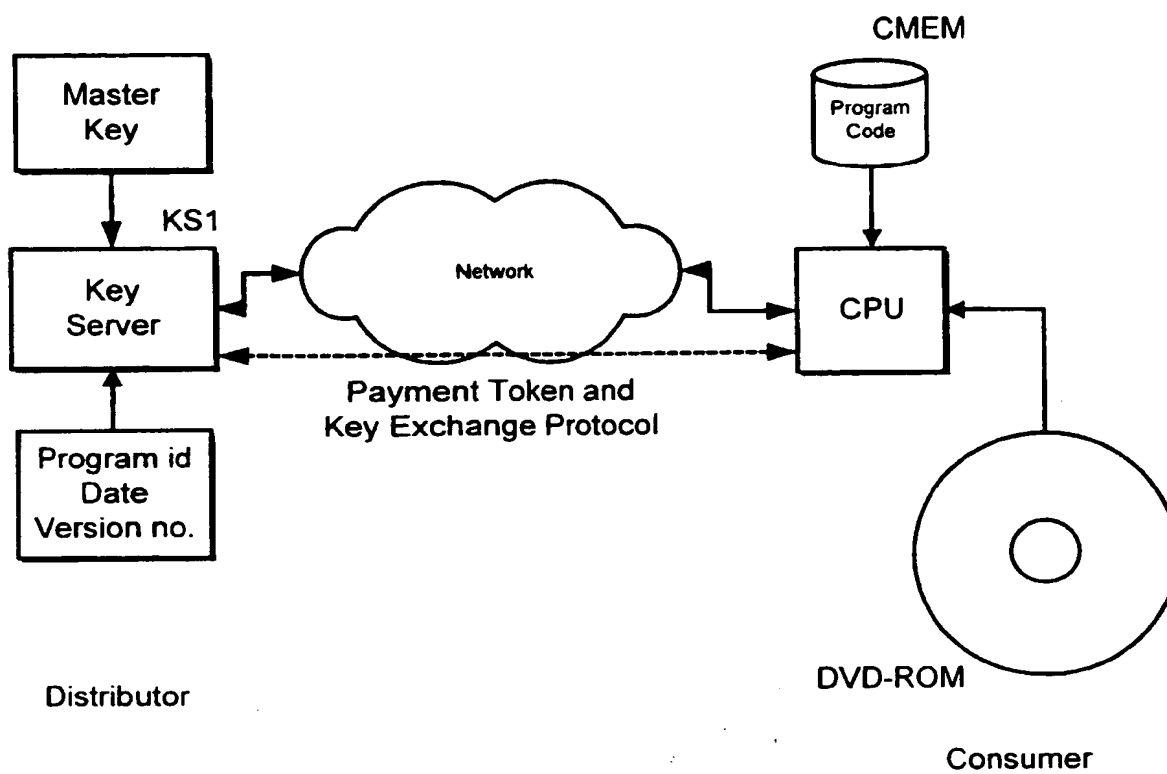 CMEM
Master
Key
Program
Code
KS1
Key
Server
Network
CPU
Payment Token and
Key Exchange Protocol
Program id
Date
Version no.
DVD-ROM
Distributor
Consumer